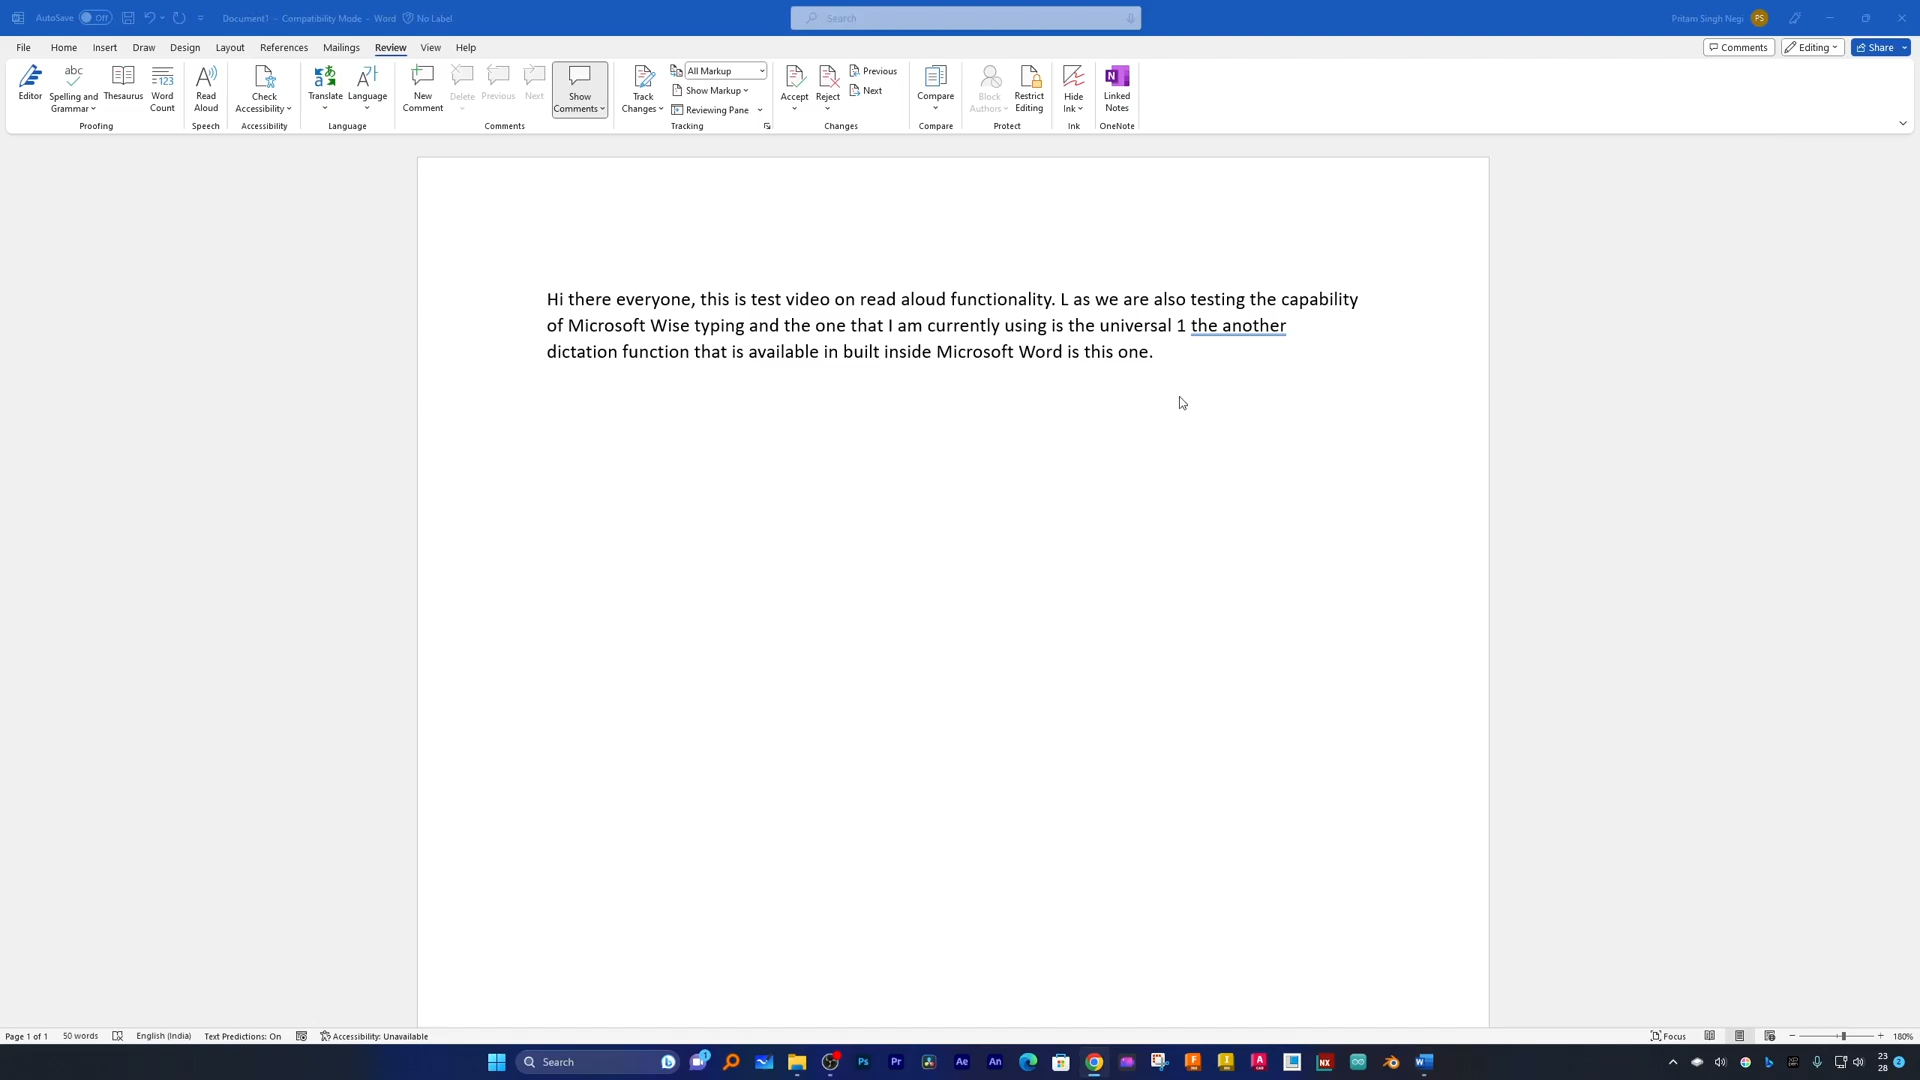 AutoSave Off Document1 - Compatibility Mode - Word No Label Search Pritam Singh Negi PS
File Home Insert Draw Design Layout References Mailings Review View Help Comments Editing Share
Editor Spelling and Grammar Thesaurus Word Count Read Aloud Check Accessibility Translate Language New Comment Delete Previous Next Show Comments Track Changes All Markup Show Markup Reviewing Pane Accept Reject Previous Next Compare Block Authors Restrict Editing Hide Ink Linked Notes
Proofing Speech Accessibility Language Comments Tracking Changes Compare Protect Ink OneNote
Hi there everyone, this is test video on read aloud functionality. L as we are also testing the capability
of Microsoft Wise typing and the one that I am currently using is the universal 1 the another
dictation function that is available in built inside Microsoft Word is this one.
Page 1 of 1 50 words English (India) Text Predictions: On Accessibility: Unavailable Focus 180%
Search 23
28